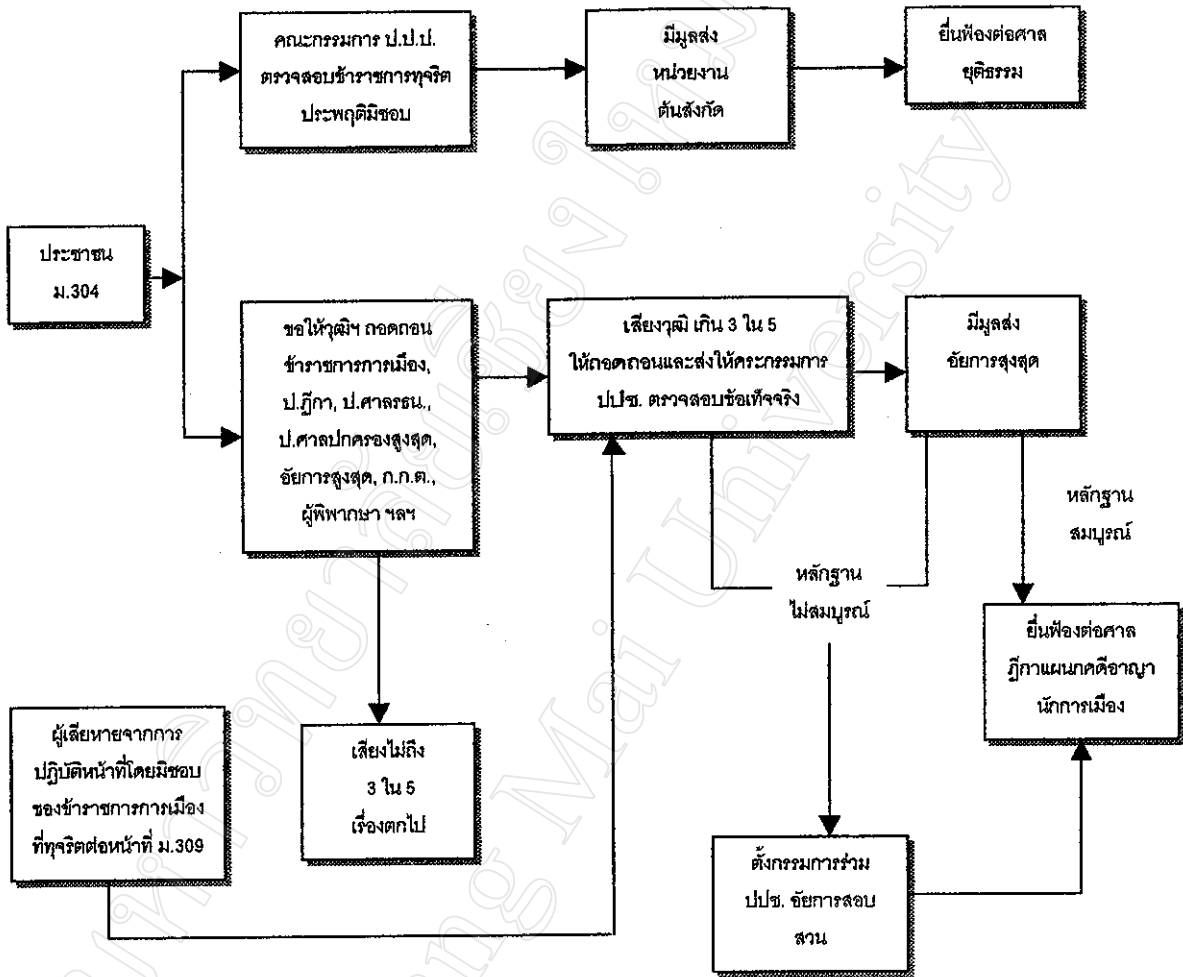 คณะกรรมการ ป.ป.ป.
ตรวจสอบข้าราชการทุจริต
ประพฤติมิชอบ
มีมูลส่ง
หน่วยงาน
ต้นสังกัด
ยื่นฟ้องต่อศาล
ยุติธรรม
ประชาชน
ม.304
ขอให้วุฒิฯ ถอดถอน
ข้าราชการการเมือง,
ป.ฎีกา, ป.ศาลรธน.,
ป.ศาลปกครองสูงสุด,
อัยการสูงสุด, ก.ก.ต.,
ผู้พิพากษา ฯลฯ
เสียงวุฒิ เกิน 3 ใน 5
ให้ถอดถอนและส่งให้คระกรรมการ
ปปช. ตรวจสอบข้อเท็จจริง
มีมูลส่ง
อัยการสูงสุด
หลักฐาน
สมบูรณ์
หลักฐาน
ไม่สมบูรณ์
ยื่นฟ้องต่อศาล
ฎีกาแผนกคดีอาญา
นักการเมือง
ผู้เสียหายจากการ
ปฏิบัติหน้าที่โดยมิชอบ
ของข้าราชการการเมือง
ที่ทุจริตต่อหน้าที่ ม.309
เสียงไม่ถึง
3 ใน 5
เรื่องตกไป
ตั้งกรรมการร่วม
ปปช. อัยการสอบ
สวน
Mai University